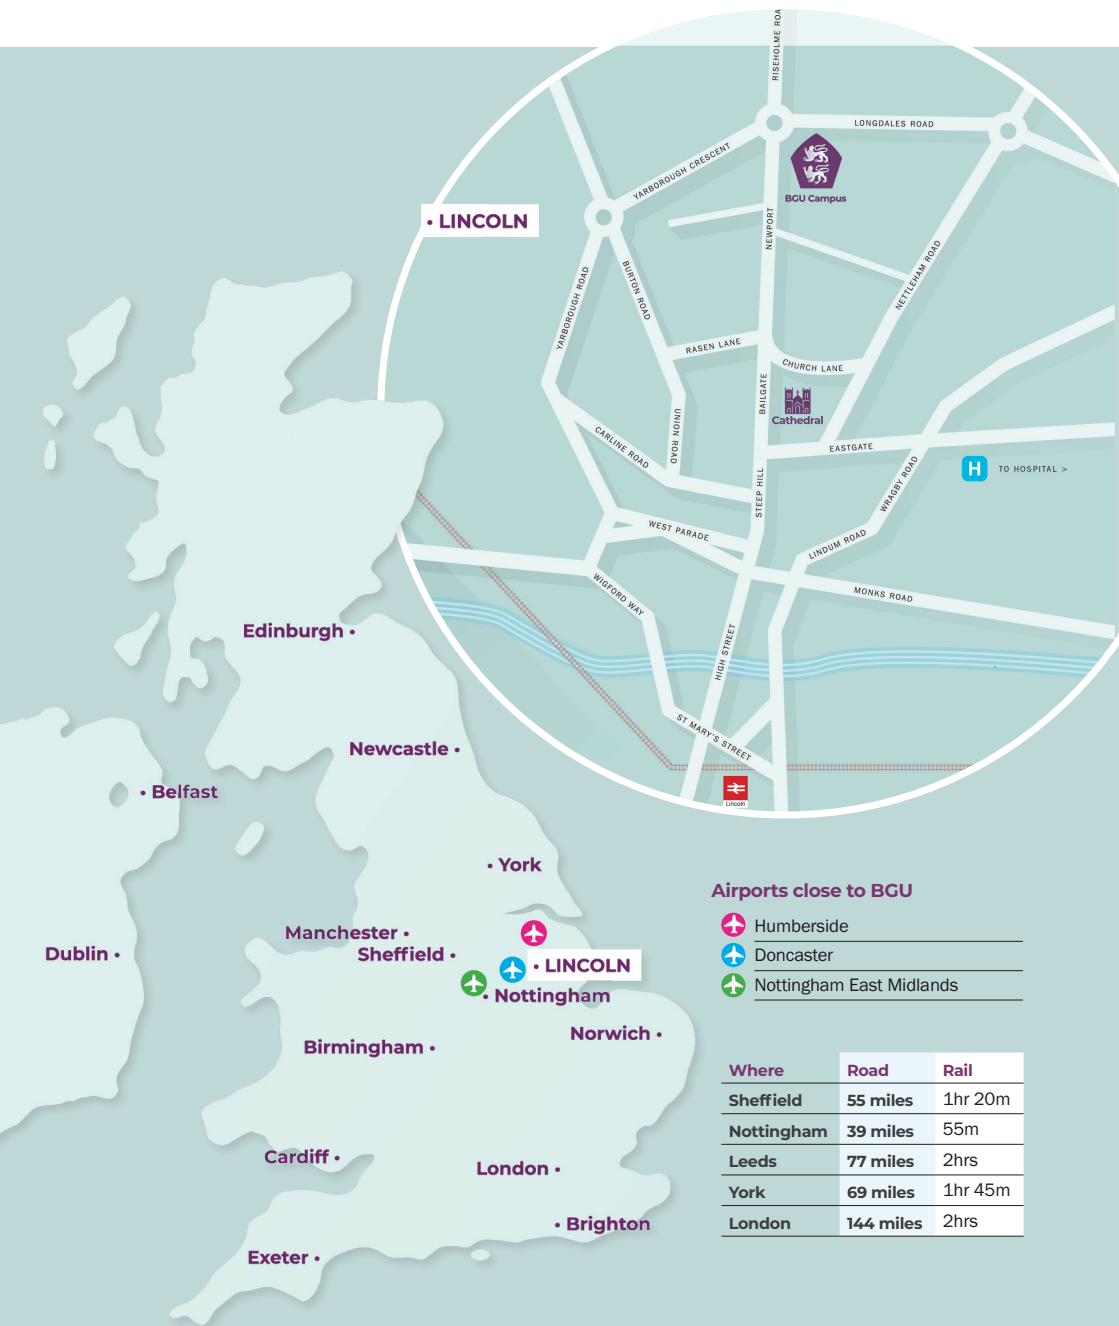 RISEHOLME ROA
LONGDALES ROAD
YARBOROUGH CRESCENT
BGU Campus
• LINCOLN
NEWPORT
NETTLEHAM ROAD
BURTON ROAD
YARBOROUGH ROAD
RASEN LANE
CHURCH LANE
BAILGATE
Cathedral
UNION ROAD
CARLINE ROAD
EASTGATE
H
TO HOSPITAL >
WRAGBY ROAD
STEEP HILL
WEST PARADE
LINDUM ROAD
WIGFORD WAY
MONKS ROAD
HIGH STREET
ST MARY'S STREET
Lincoln
Edinburgh •
Newcastle •
• Belfast
• York
Manchester •
Sheffield •
Dublin •
• LINCOLN
• Nottingham
Norwich •
Birmingham •
Cardiff •
London •
• Brighton
Exeter •
Airports close to BGU
Humberside
Doncaster
Nottingham East Midlands
Where Road Rail
Sheffield 55 miles 1hr 20m
Nottingham 39 miles 55m
Leeds 77 miles 2hrs
York 69 miles 1hr 45m
London 144 miles 2hrs